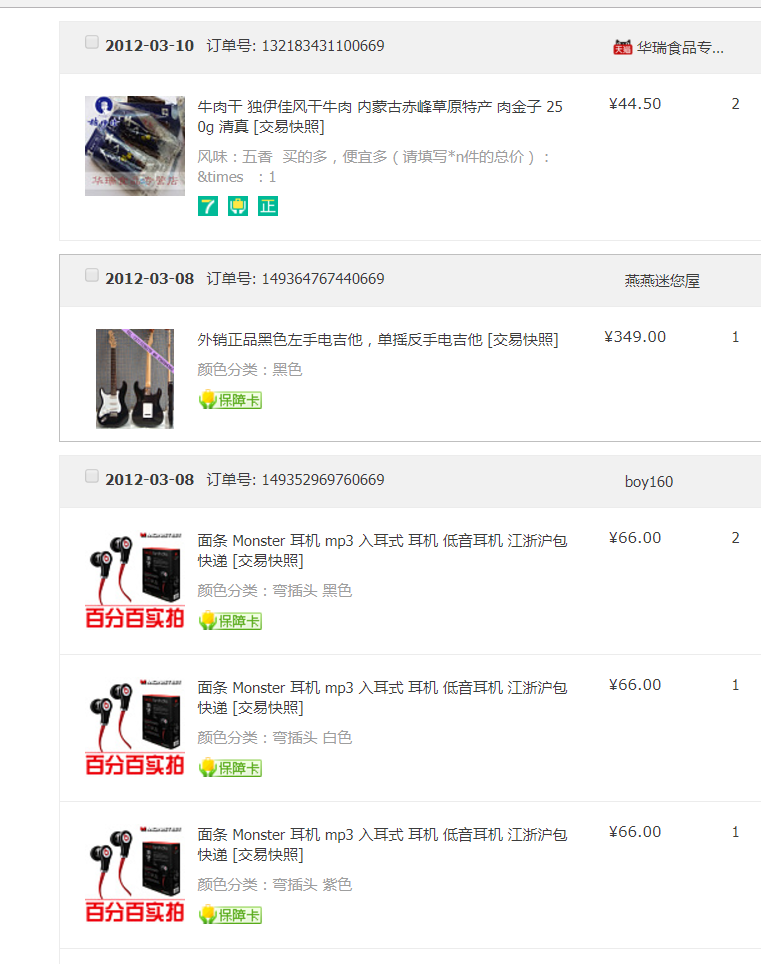 2012-03-10 订单号: 132183431100669 天猫 华瑞食品专...
牛肉干 独伊佳风干牛肉 内蒙古赤峰草原特产 肉金子 25 ¥44.50 2
0g 清真 [交易快照]
风味：五香 买的多，便宜多（请填写*n件的总价）：
&times ：1
华瑞食品专营店
7 正
2012-03-08 订单号: 149364767440669 燕燕迷您屋
外销正品黑色左手电吉他，单摇反手电吉他 [交易快照] ¥349.00 1
颜色分类：黑色
保障卡
2012-03-08 订单号: 149352969760669 boy160
面条 Monster 耳机 mp3 入耳式 耳机 低音耳机 江浙沪包 ¥66.00 2
快递 [交易快照]
颜色分类：弯插头 黑色
百分百实拍
保障卡
面条 Monster 耳机 mp3 入耳式 耳机 低音耳机 江浙沪包 ¥66.00 1
快递 [交易快照]
颜色分类：弯插头 白色
百分百实拍
保障卡
面条 Monster 耳机 mp3 入耳式 耳机 低音耳机 江浙沪包 ¥66.00 1
快递 [交易快照]
颜色分类：弯插头 紫色
百分百实拍
保障卡